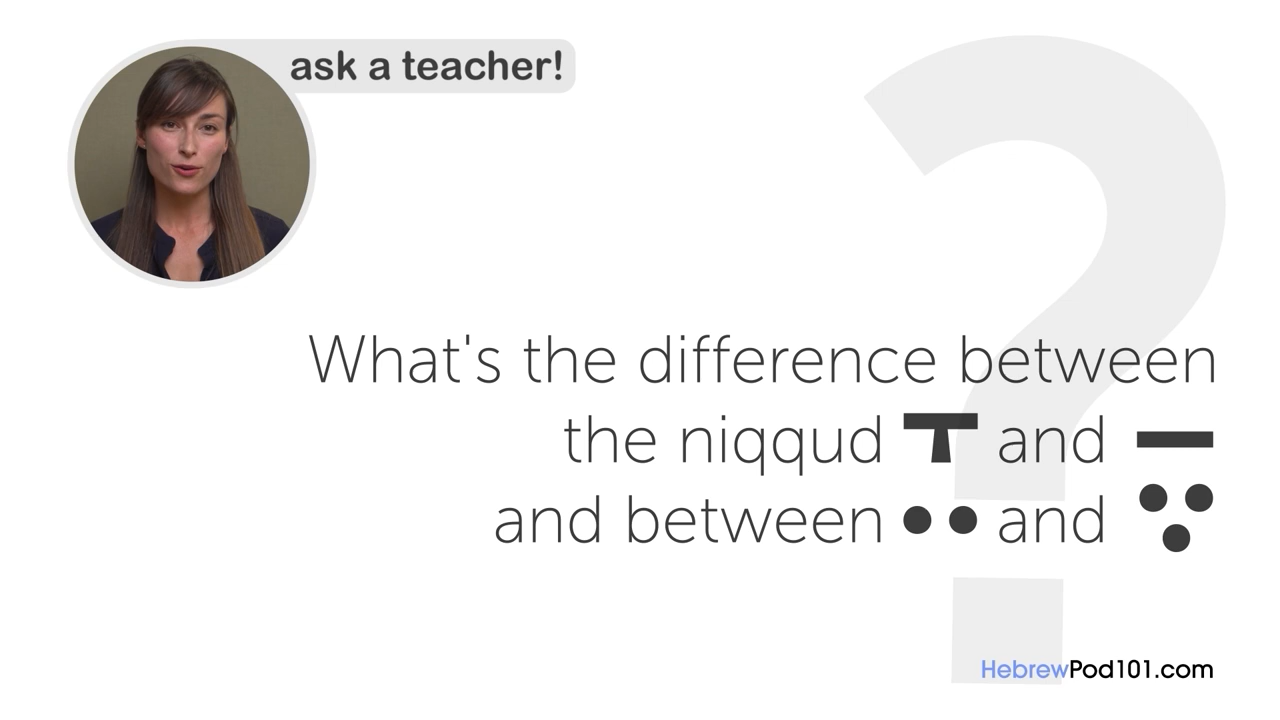 ask a teacher!
What's the difference between
the niqqud ָ and ַ
and between ֵ and ֶ
HebrewPod101.com